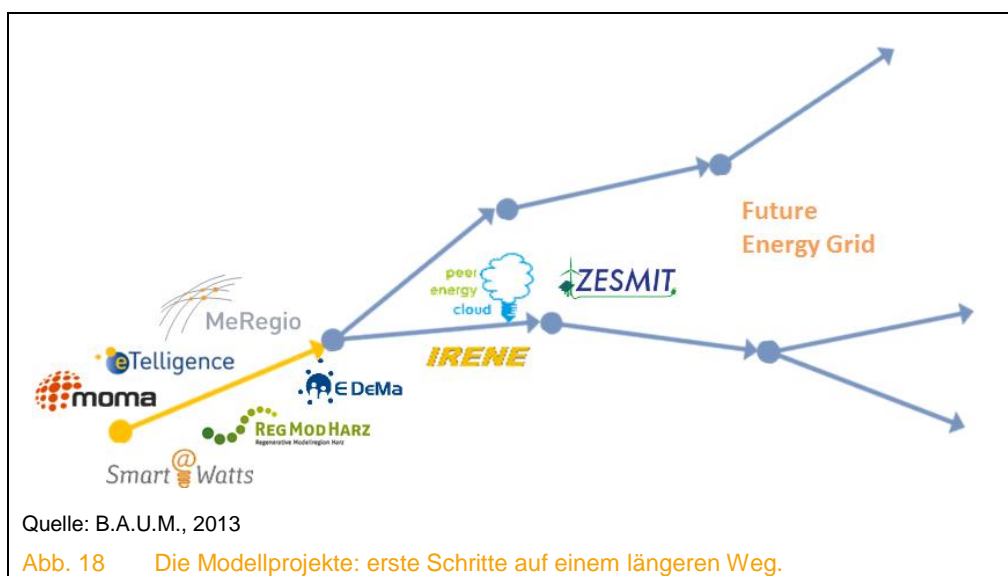 Future
Energy Grid
peer
energy
cloud
ZESMIT
MeRegio
eTelligence
IRENE
moma
E DeMa
REGMODHARZ
Regenerative Modellregion Harz
Smart@Watts
Quelle: B.A.U.M., 2013
Abb. 18 Die Modellprojekte: erste Schritte auf einem längeren Weg.